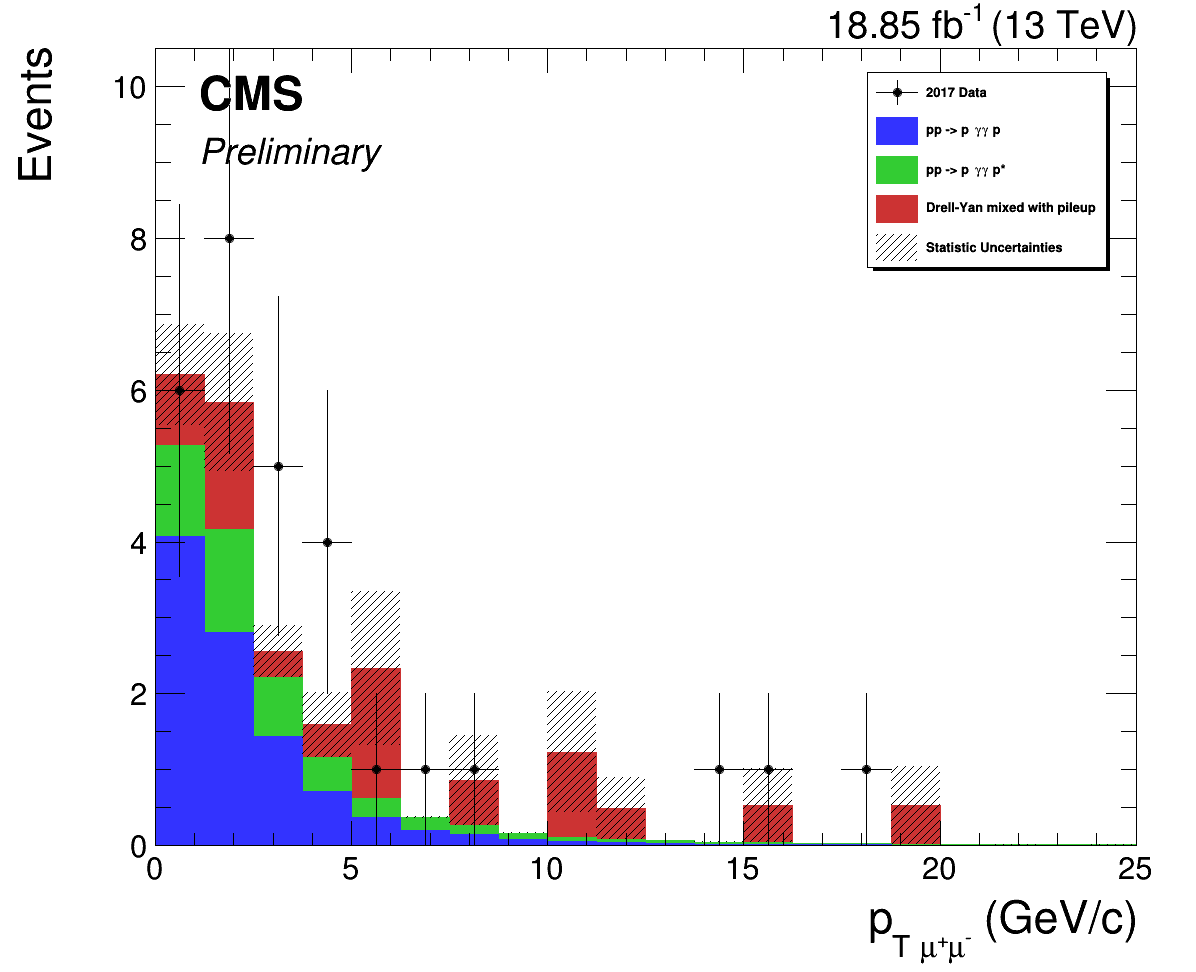 18.85 fb⁻¹ (13 TeV)
Events
CMS
Preliminary
2017 Data
pp -> p γγ p
pp -> p γγ p*
Drell-Yan mixed with pileup
Statistic Uncertainties
10
8
6
4
2
0
0 5 10 15 20 25
p_T μ⁺μ⁻ (GeV/c)